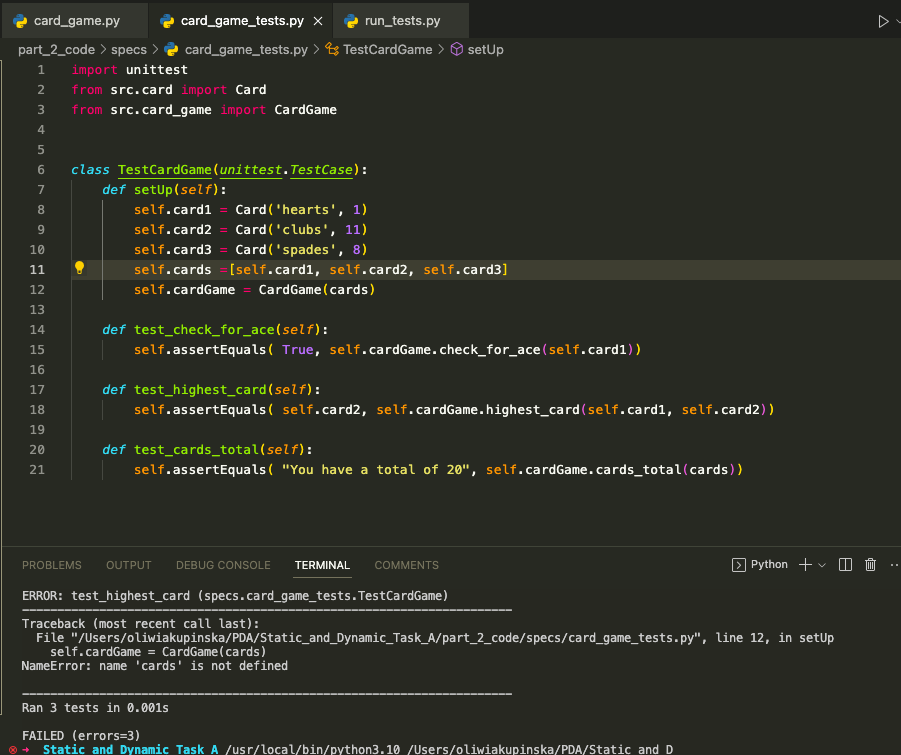 card_game.py card_game_tests.py run_tests.py
part_2_code > specs > card_game_tests.py > TestCardGame > setUp
1 import unittest
2 from src.card import Card
3 from src.card_game import CardGame
4
5
6 class TestCardGame(unittest.TestCase):
7 def setUp(self):
8 self.card1 = Card('hearts', 1)
9 self.card2 = Card('clubs', 11)
10 self.card3 = Card('spades', 8)
11 self.cards =[self.card1, self.card2, self.card3]
12 self.cardGame = CardGame(cards)
13
14 def test_check_for_ace(self):
15 self.assertEquals( True, self.cardGame.check_for_ace(self.card1))
16
17 def test_highest_card(self):
18 self.assertEquals( self.card2, self.cardGame.highest_card(self.card1, self.card2))
19
20 def test_cards_total(self):
21 self.assertEquals( "You have a total of 20", self.cardGame.cards_total(cards))
PROBLEMS OUTPUT DEBUG CONSOLE TERMINAL COMMENTS Python
ERROR: test_highest_card (specs.card_game_tests.TestCardGame)
----------------------------------------------------------------------
Traceback (most recent call last):
File "/Users/oliwiakupinska/PDA/Static_and_Dynamic_Task_A/part_2_code/specs/card_game_tests.py", line 12, in setUp
self.cardGame = CardGame(cards)
NameError: name 'cards' is not defined
----------------------------------------------------------------------
Ran 3 tests in 0.001s
FAILED (errors=3)
Static_and_Dynamic_Task_A /usr/local/bin/python3.10 /Users/oliwiakupinska/PDA/Static_and_D